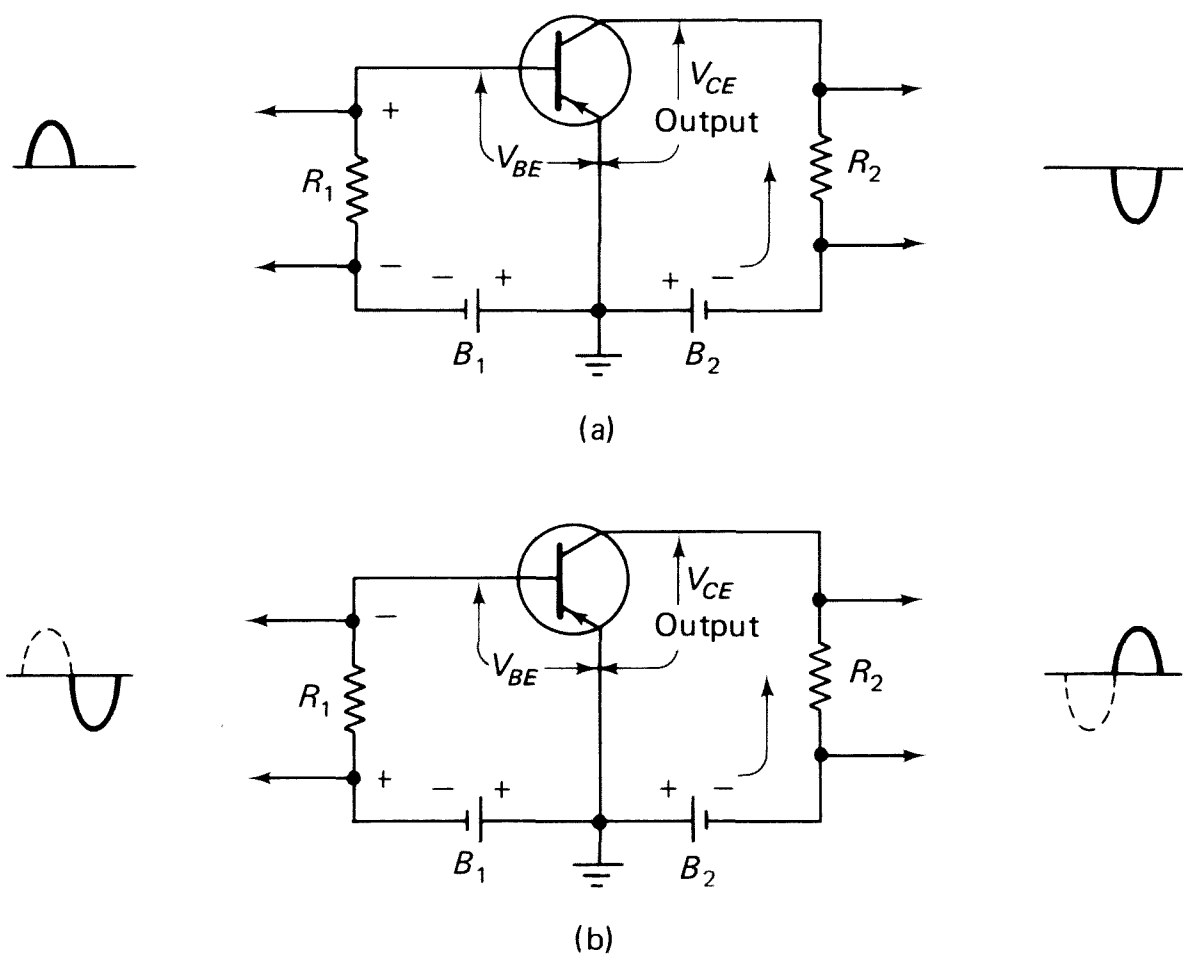 +
V_CE
Output
V_BE
R_1
R_2
−
− +
+ −
B_1
B_2
(a)
V_CE
−
Output
V_BE
R_1
R_2
+
− +
+ −
B_1
B_2
(b)